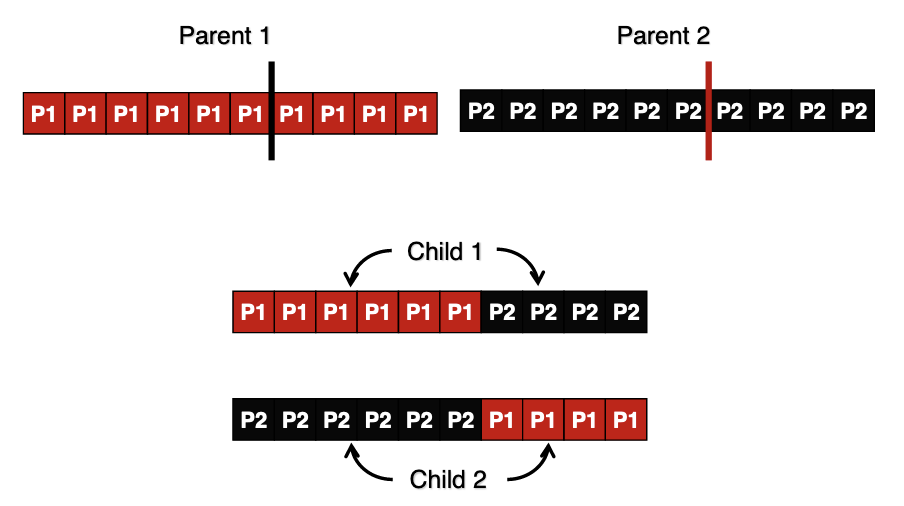 Parent 1
Parent 2
P1 P1 P1 P1 P1 P1 P1 P1 P1 P1
P2 P2 P2 P2 P2 P2 P2 P2 P2 P2
Child 1
P1 P1 P1 P1 P1 P1 P2 P2 P2 P2
P2 P2 P2 P2 P2 P2 P1 P1 P1 P1
Child 2